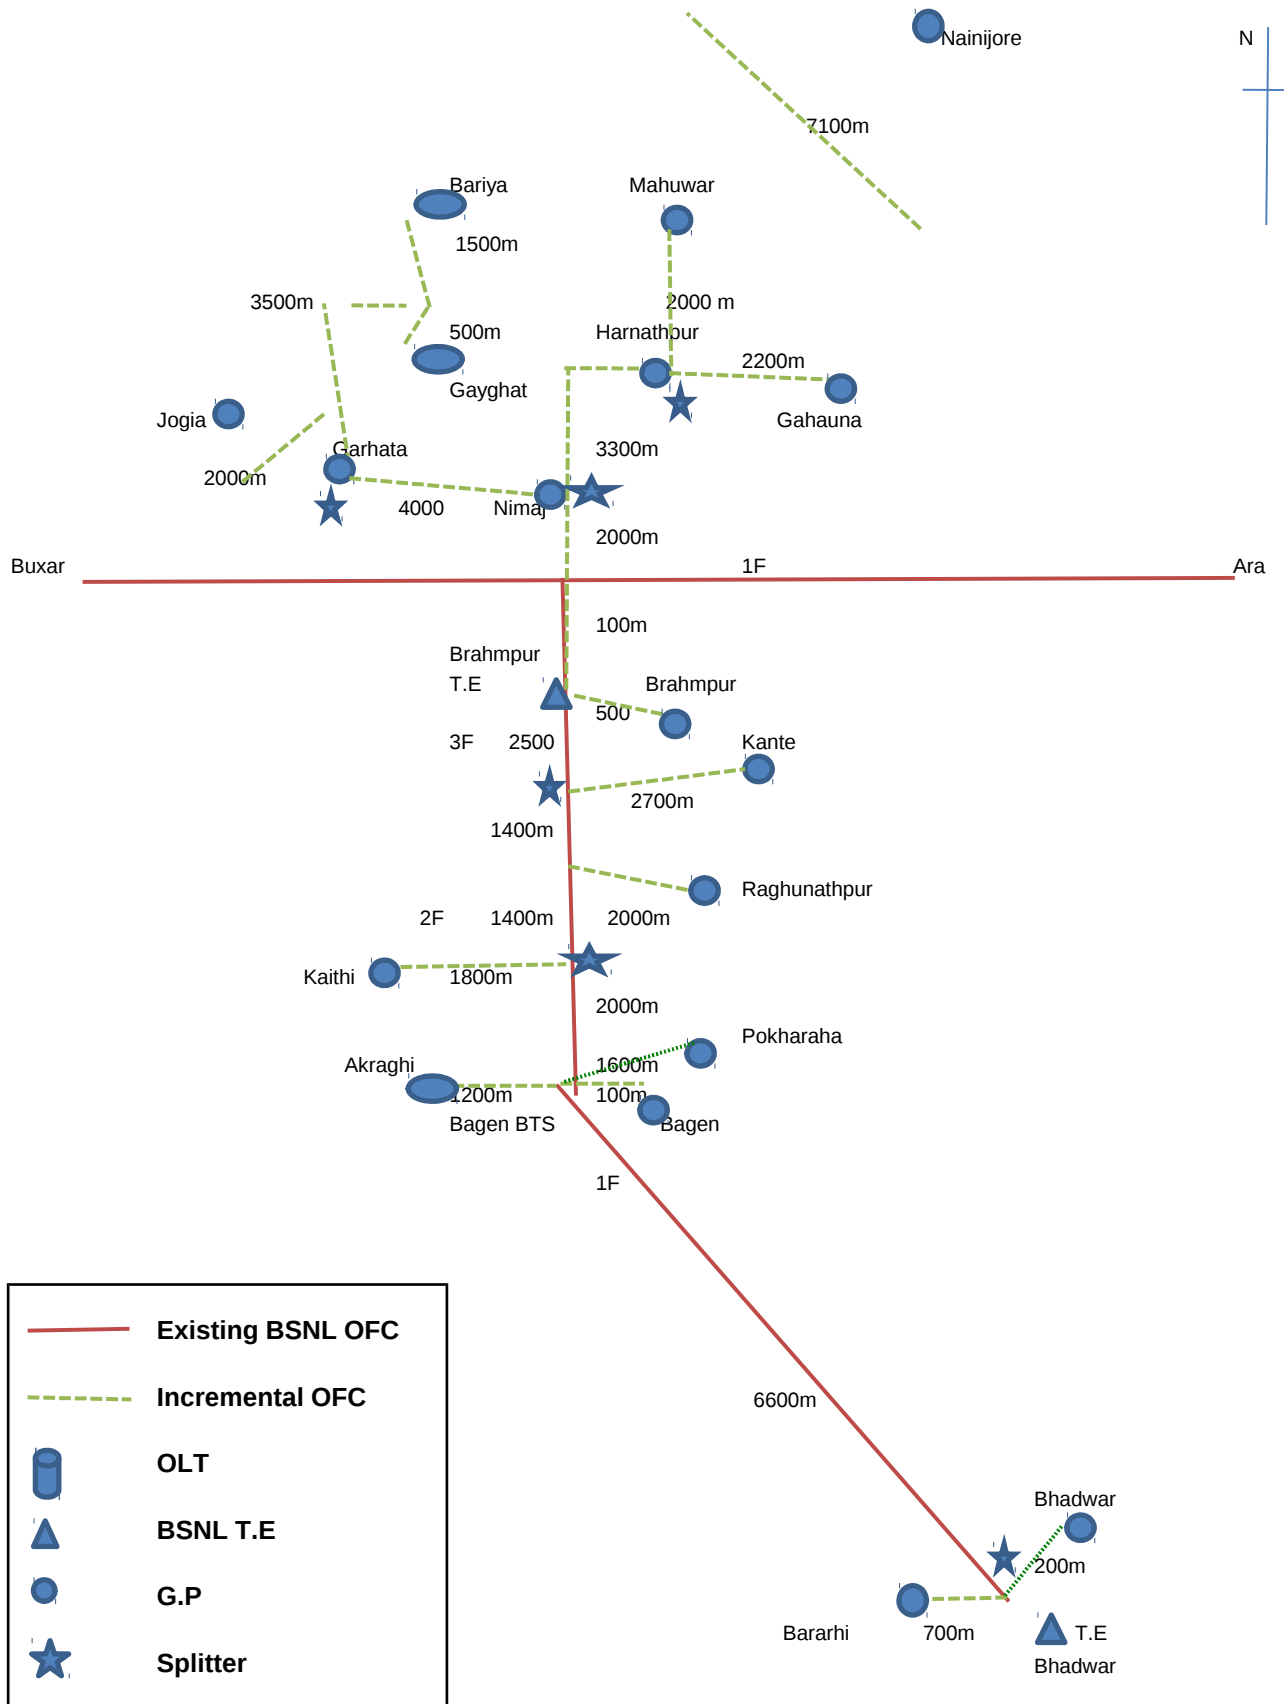 Nainijore
N
7100m
Bariya
Mahuwar
1500m
3500m
2000 m
500m
Harnathpur
2200m
Gayghat
Jogia
Gahauna
Garhata
3300m
2000m
4000
Nimaj
2000m
Buxar
1F
Ara
100m
Brahmpur
T.E
Brahmpur
500
3F
2500
Kante
2700m
1400m
Raghunathpur
2F
1400m
2000m
Kaithi
1800m
2000m
Pokharaha
Akraghi
1600m
1200m
100m
Bagen BTS
Bagen
1F
Existing BSNL OFC
Incremental OFC
6600m
OLT
Bhadwar
BSNL T.E
200m
G.P
Bararhi
700m
T.E
Splitter
Bhadwar